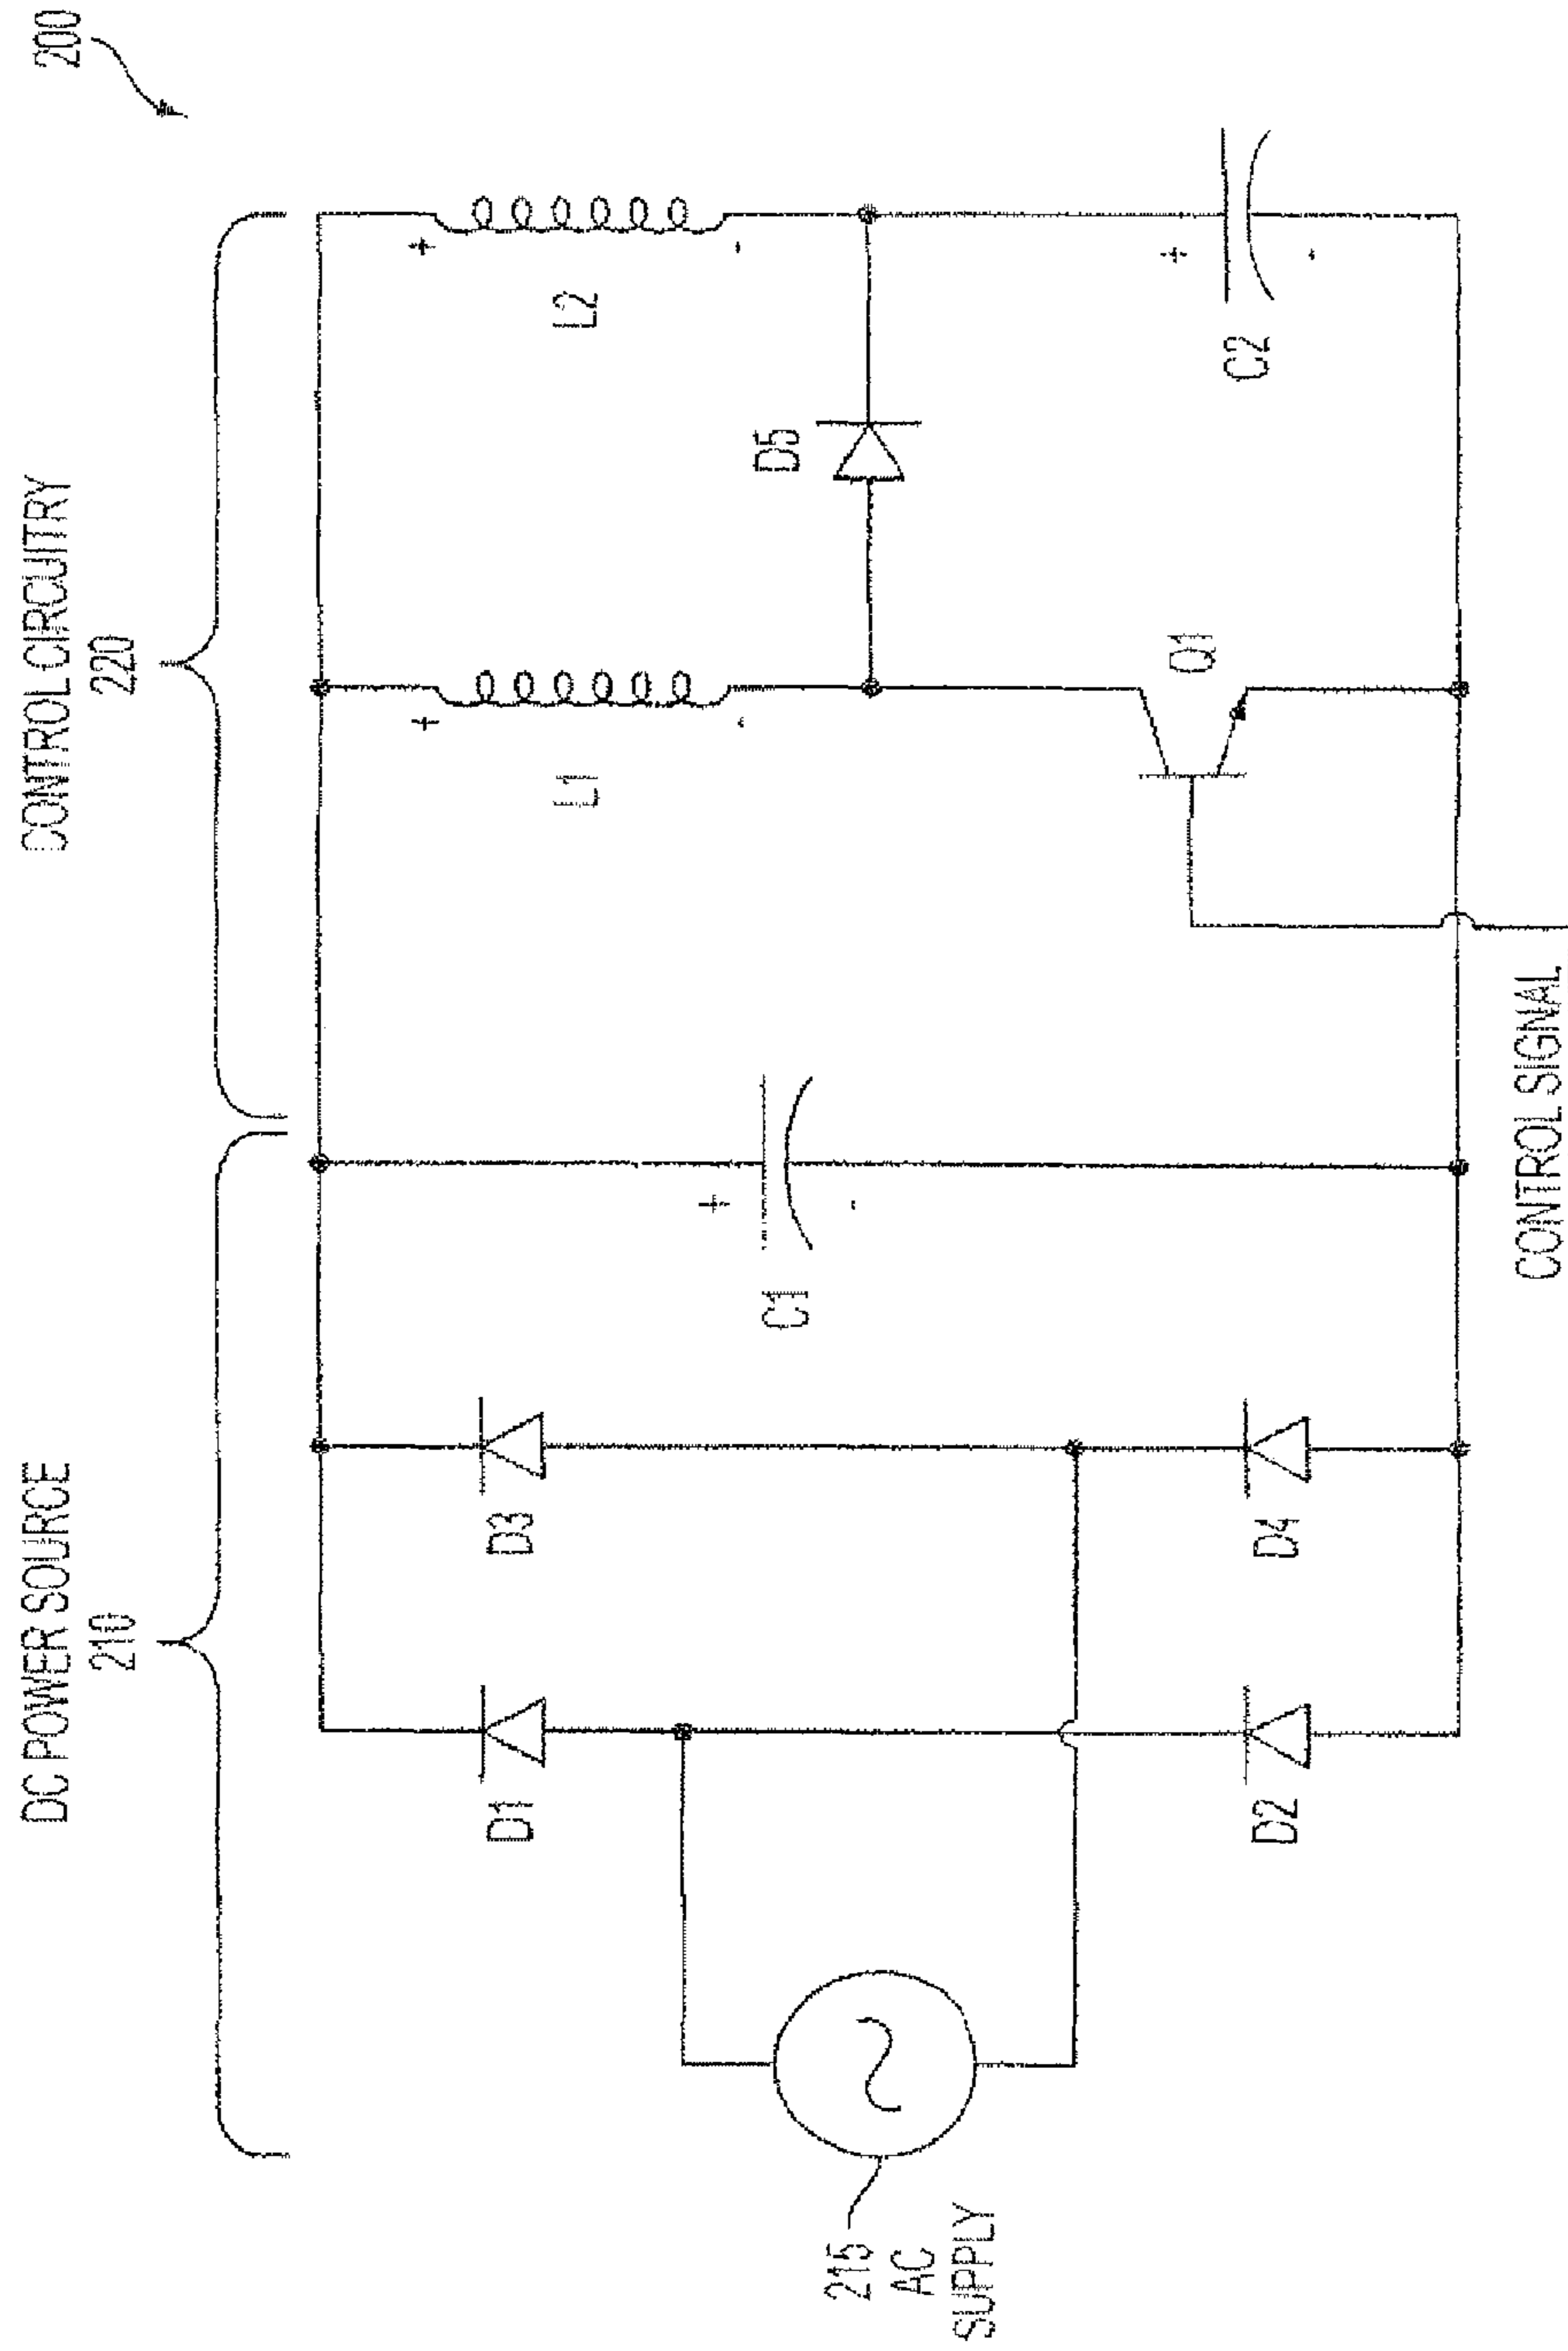 200
DC POWER SOURCE
210
CONTROL CIRCUITRY
220
D1
D3
D2
D4
C1
+
-
L1
+
-
L2
+
-
D5
Q1
C2
+
-
215
AC
SUPPLY
CONTROL SIGNAL